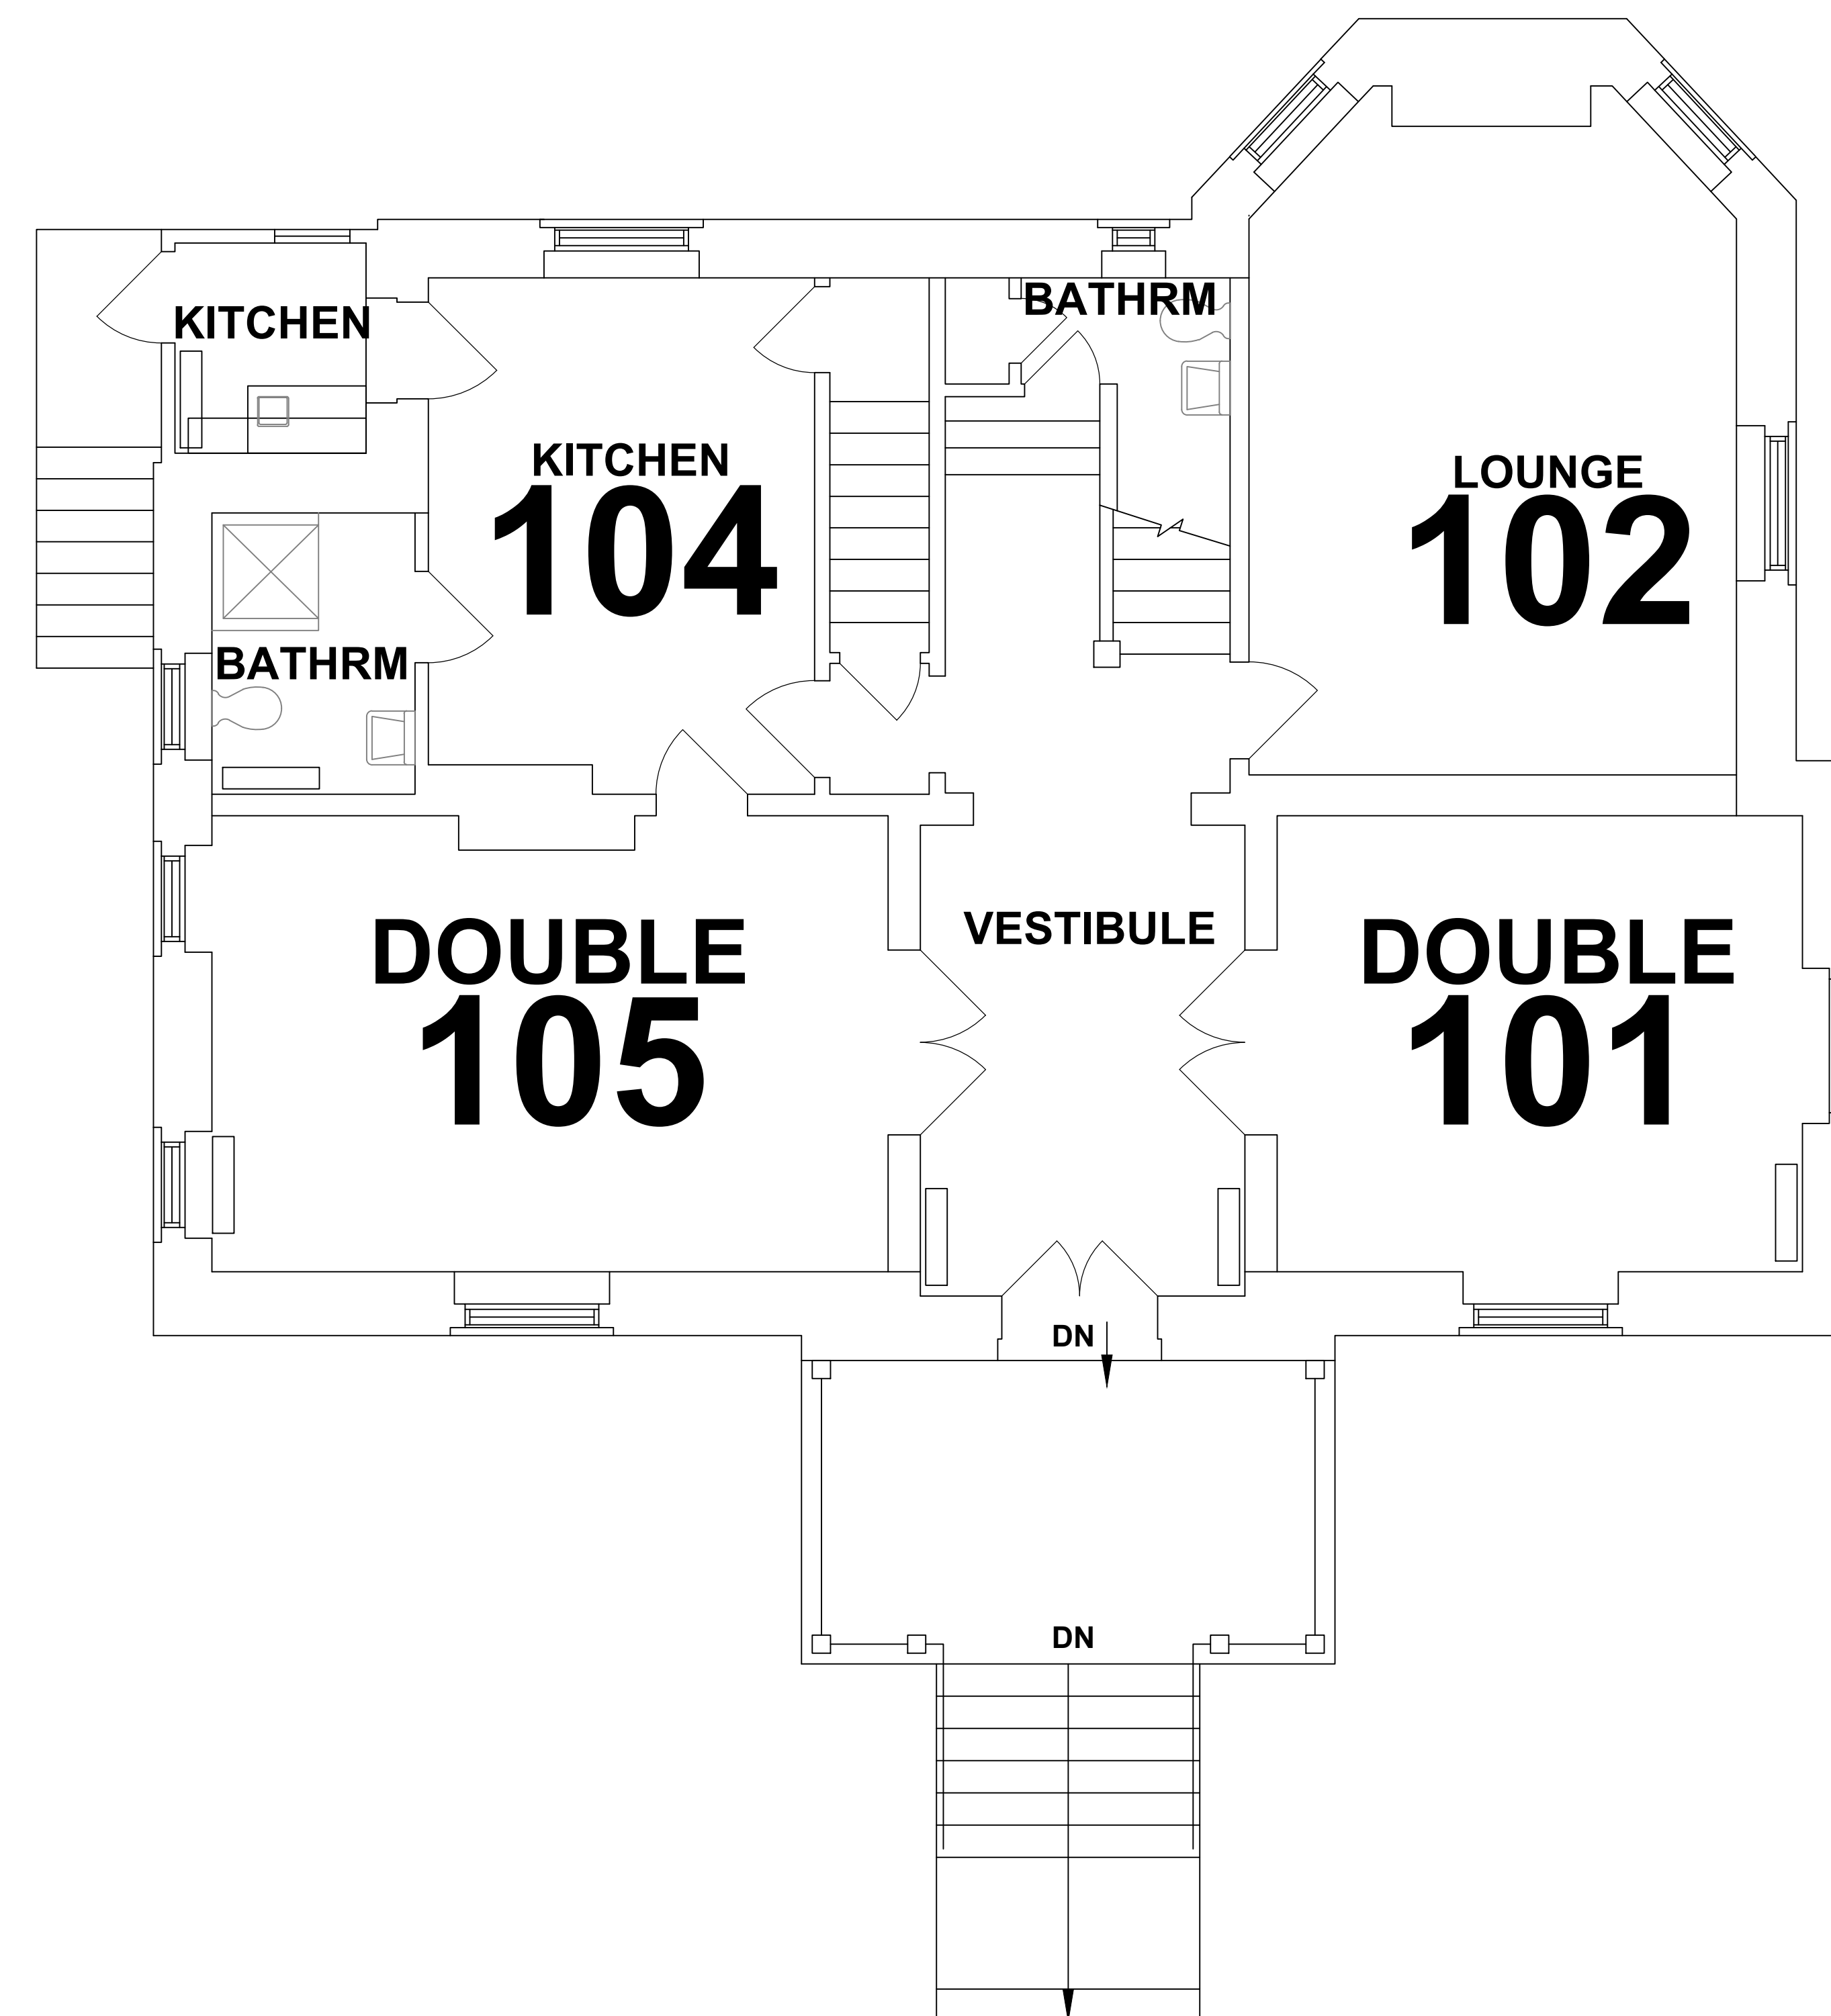 BATHRM
KITCHEN
KITCHEN
104
LOUNGE
102
BATHRM
DOUBLE
105
VESTIBULE
DOUBLE
101
DN
DN